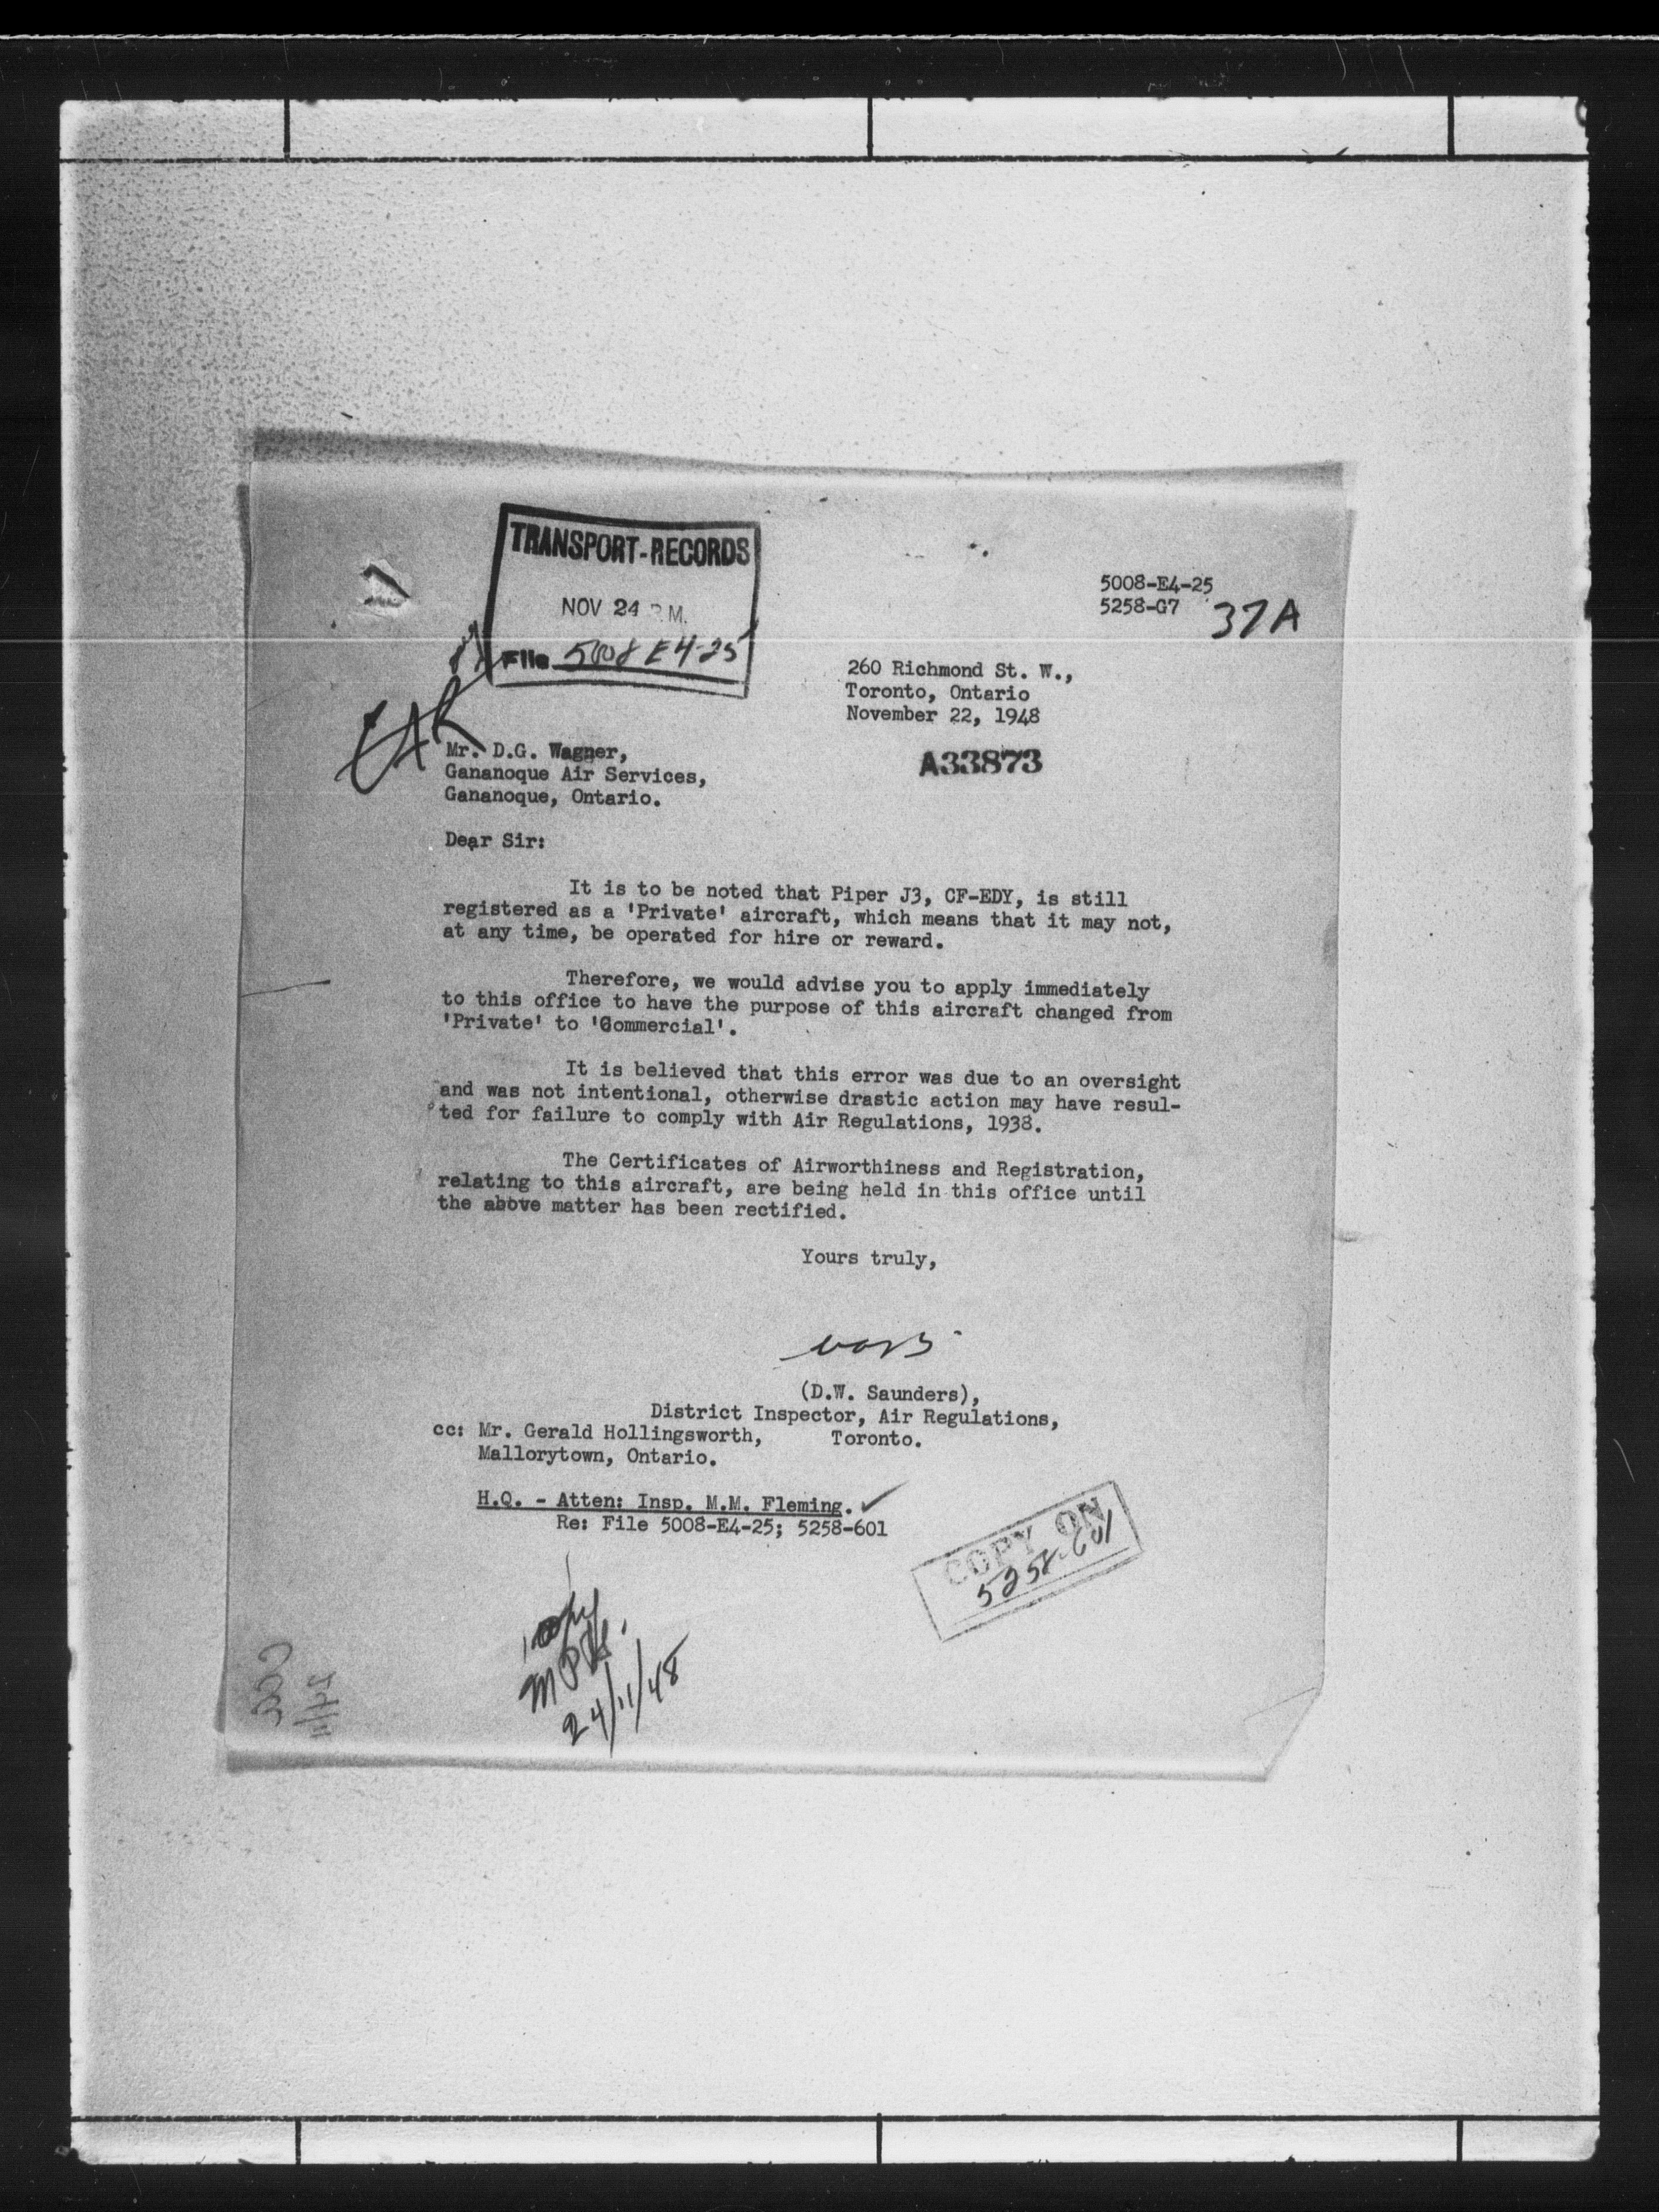 TRANSPORT-RECORDS
NOV 24 P.M.
File 5008 E4-25
5008-E4-25
5258-G7
37A
260 Richmond St. W.,
Toronto, Ontario
November 22, 1948
A33873
Mr. D.G. Wagner,
Gananoque Air Services,
Gananoque, Ontario.
Dear Sir:
It is to be noted that Piper J3, CF-EDY, is still
registered as a 'Private' aircraft, which means that it may not,
at any time, be operated for hire or reward.
Therefore, we would advise you to apply immediately
to this office to have the purpose of this aircraft changed from
'Private' to 'Commercial'.
It is believed that this error was due to an oversight
and was not intentional, otherwise drastic action may have resul-
ted for failure to comply with Air Regulations, 1938.
The Certificates of Airworthiness and Registration,
relating to this aircraft, are being held in this office until
the above matter has been rectified.
Yours truly,
(D.W. Saunders),
District Inspector, Air Regulations,
Toronto.
cc: Mr. Gerald Hollingsworth,
Mallorytown, Ontario.
H.Q. - Atten: Insp. M.M. Fleming.
Re: File 5008-E4-25; 5258-601
COPY ON
5258-601
1 copy
24/11/48